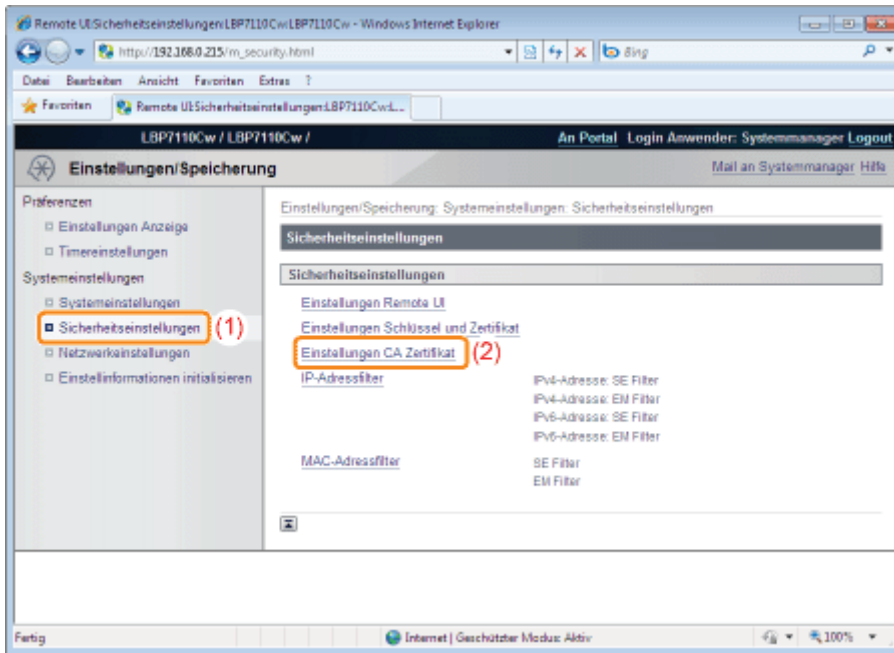 Remote UI:Sicherheitseinstellungen:LBP7110Cw:LBP7110Cw - Windows Internet Explorer
http://192.168.0.215/m_security.html
Bing
Datei Bearbeiten Ansicht Favoriten Extras ?
Favoriten Remote UI:Sicherheitseinstellungen:LBP7110Cw:L...
LBP7110Cw / LBP7110Cw / An Portal Login Anwender: Systemmanager Logout
Einstellungen/Speicherung Mail an Systemmanager Hilfe
Präferenzen
Einstellungen Anzeige
Timereinstellungen
Systemeinstellungen
Systemeinstellungen
Sicherheitseinstellungen (1)
Netzwerkeinstellungen
Einstellinformationen initialisieren
Einstellungen/Speicherung: Systemeinstellungen: Sicherheitseinstellungen
Sicherheitseinstellungen
Sicherheitseinstellungen
Einstellungen Remote UI
Einstellungen Schlüssel und Zertifikat
Einstellungen CA Zertifikat (2)
IP-Adressfilter IPv4-Adresse: SE Filter
IPv4-Adresse: EM Filter
IPv6-Adresse: SE Filter
IPv6-Adresse: EM Filter
MAC-Adressfilter SE Filter
EM Filter
Fertig Internet | Geschützter Modus: Aktiv 100%